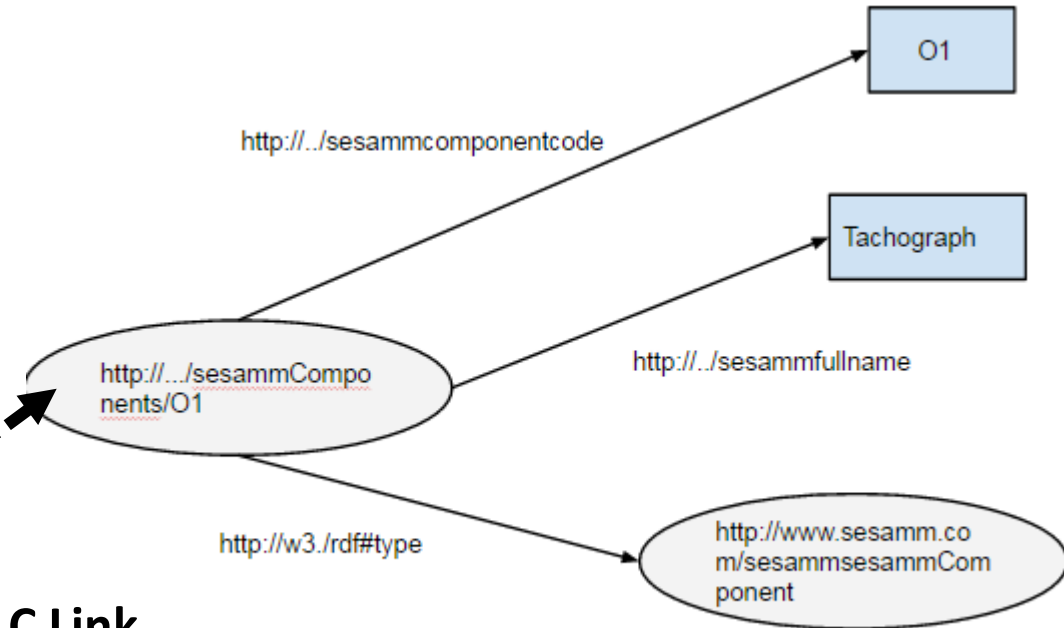 O1
http://../sesammcomponentcode
Tachograph
http://../sesammfullname
http://.../sesammCompo
nents/O1
http://w3./rdf#type
http://www.sesamm.co
m/sesammsesammCom
ponent
C Link